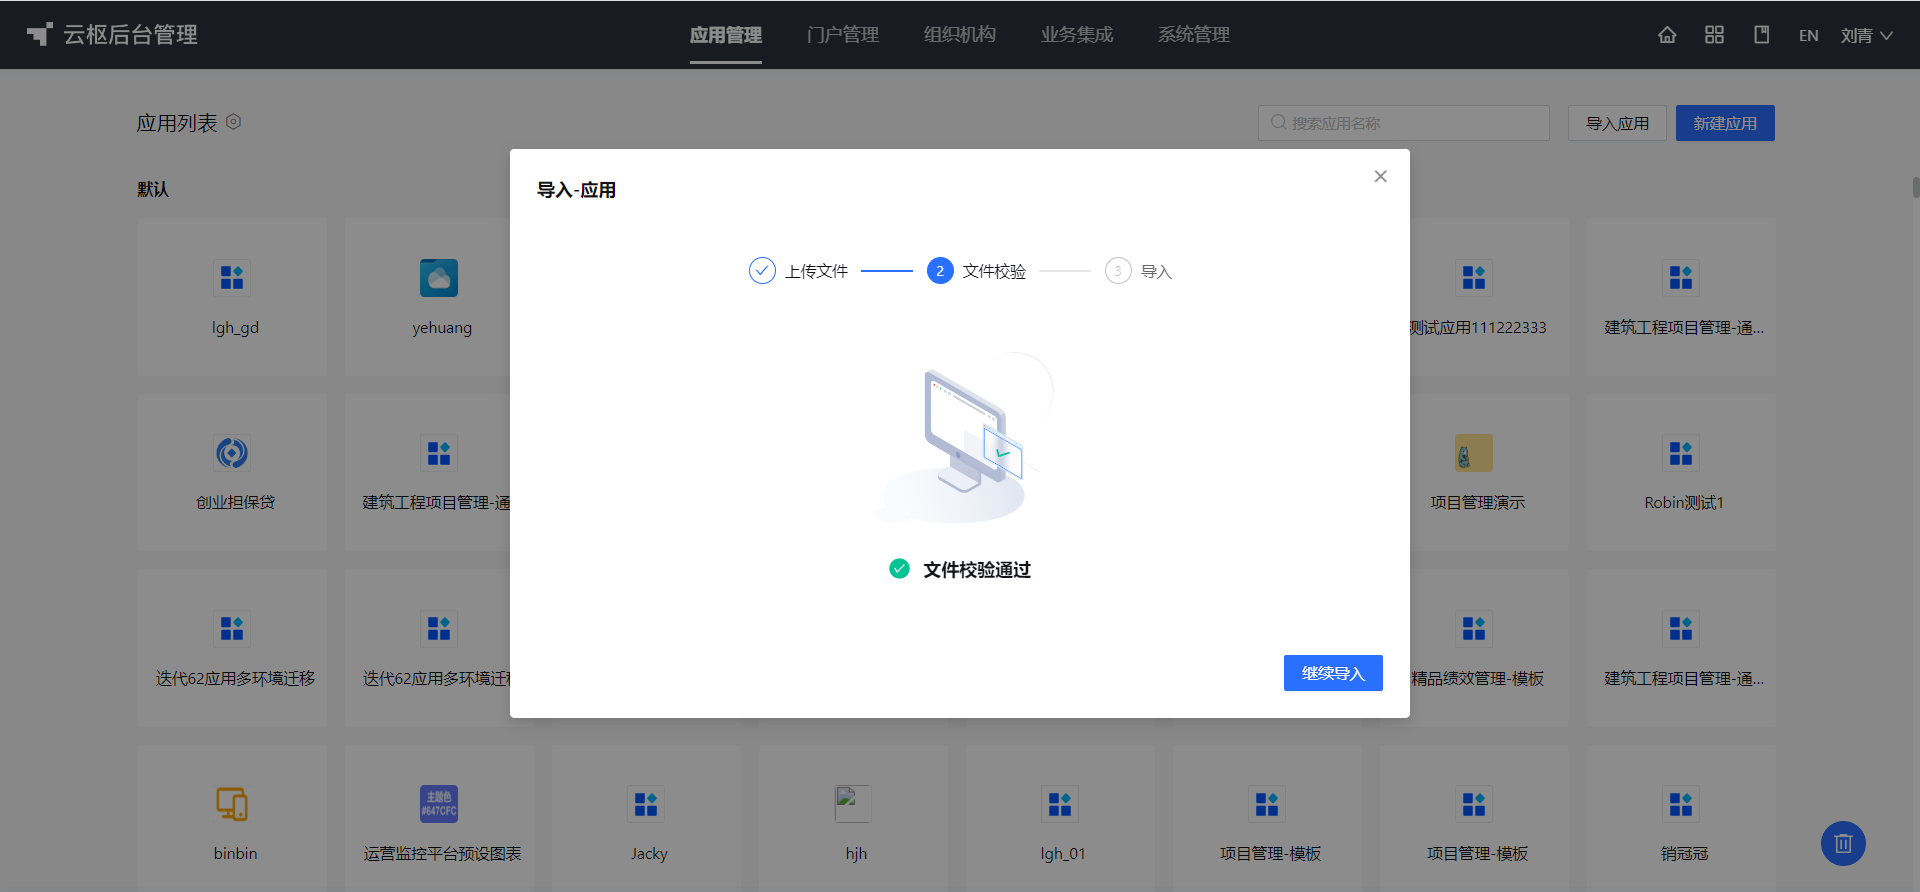 云枢后台管理
应用管理 门户管理 组织机构 业务集成 系统管理
EN 刘青
应用列表
搜索应用名称
导入应用 新建应用
默认
导入-应用
上传文件 2 文件校验 3 导入
lgh_gd yehuang 测试应用111222333 建筑工程项目管理-通...
创业担保贷 建筑工程项目管理-通 项目管理演示 Robin测试1
文件校验通过
继续导入
迭代62应用多环境迁移 迭代62应用多环境迁 精品绩效管理-模板 建筑工程项目管理-通...
主题色
#647CFC
binbin 运营监控平台预设图表 Jacky hjh lgh_01 项目管理-模板 项目管理-模板 销冠冠